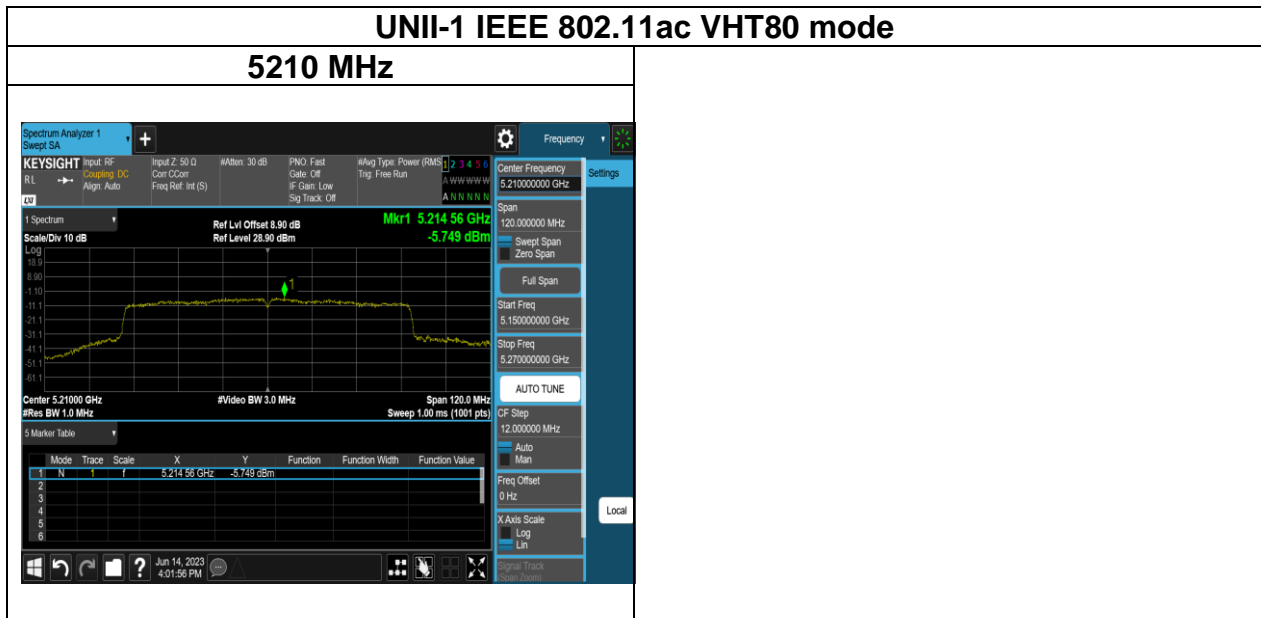 UNII-1 IEEE 802.11ac VHT80 mode
5210 MHz
Spectrum Analyzer 1
Swept SA
+
Frequency
KEYSIGHT
RL
LXI
Input: RF
Coupling: DC
Align: Auto
Input Z: 50 Ω
Corr CCorr
Freq Ref: Int (S)
#Atten: 30 dB
PNO: Fast
Gate: Off
IF Gain: Low
Sig Track: Off
#Avg Type: Power (RMS
Trig: Free Run
1 2 3 4 5 6
A W W W W W
A N N N N N
1 Spectrum
Scale/Div 10 dB
Ref Lvl Offset 8.90 dB
Ref Level 28.90 dBm
Mkr1 5.214 56 GHz
-5.749 dBm
Log
18.9
8.90
-1.10
-11.1
-21.1
-31.1
-41.1
-51.1
-61.1
1
Center 5.21000 GHz
#Res BW 1.0 MHz
#Video BW 3.0 MHz
Span 120.0 MHz
Sweep 1.00 ms (1001 pts)
5 Marker Table
Mode Trace Scale X Y Function Function Width Function Value
1 N 1 f 5.214 56 GHz -5.749 dBm
2
3
4
5
6
Jun 14, 2023
4:01:56 PM
Center Frequency
5.210000000 GHz
Span
120.000000 MHz
Swept Span
Zero Span
Full Span
Start Freq
5.150000000 GHz
Stop Freq
5.270000000 GHz
AUTO TUNE
CF Step
12.000000 MHz
Auto
Man
Freq Offset
0 Hz
X Axis Scale
Log
Lin
Signal Track
(Span Zoom)
Settings
Local